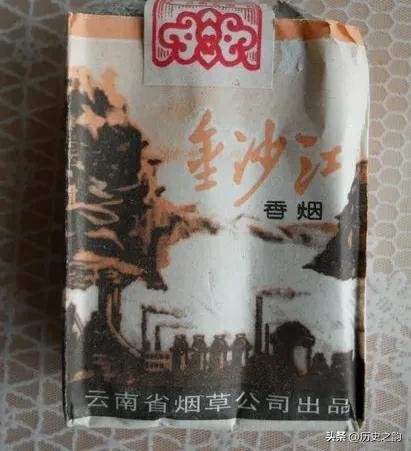 金沙江
香烟
云南省烟草公司出品
头条 @历史之韵